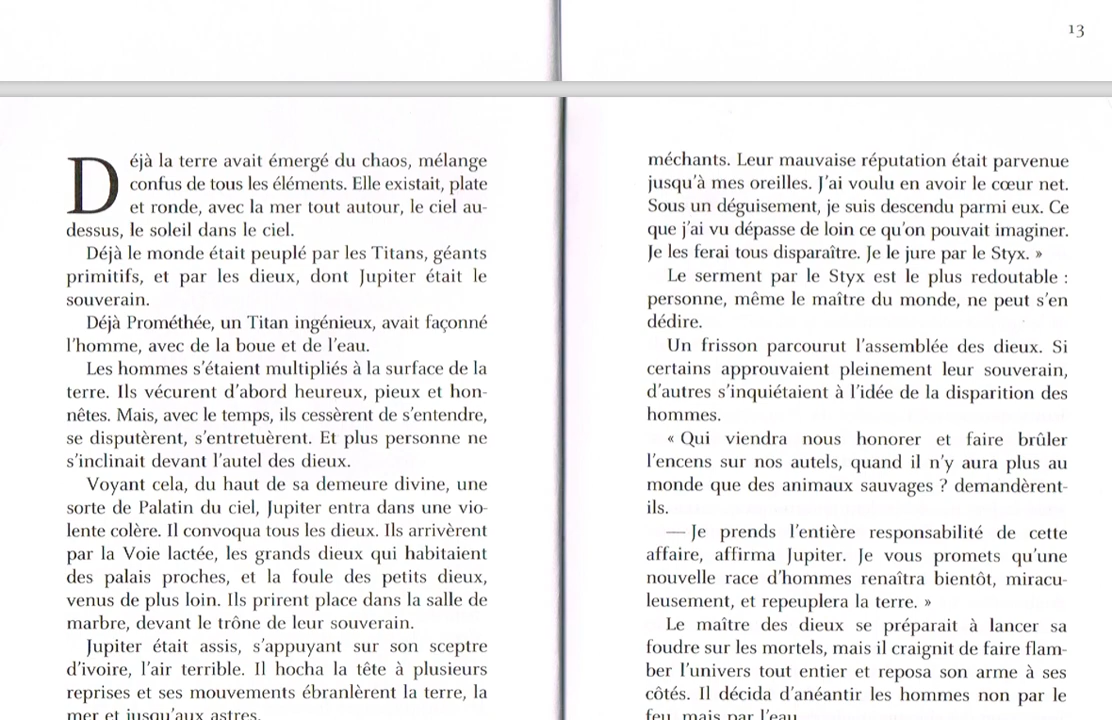 13
Déjà la terre avait émergé du chaos, mélange
confus de tous les éléments. Elle existait, plate
et ronde, avec la mer tout autour, le ciel au-
dessus, le soleil dans le ciel.
Déjà le monde était peuplé par les Titans, géants
primitifs, et par les dieux, dont Jupiter était le
souverain.
Déjà Prométhée, un Titan ingénieux, avait façonné
l'homme, avec de la boue et de l'eau.
Les hommes s'étaient multipliés à la surface de la
terre. Ils vécurent d'abord heureux, pieux et hon-
nêtes. Mais, avec le temps, ils cessèrent de s'entendre,
se disputèrent, s'entretuèrent. Et plus personne ne
s'inclinait devant l'autel des dieux.
Voyant cela, du haut de sa demeure divine, une
sorte de Palatin du ciel, Jupiter entra dans une vio-
lente colère. Il convoqua tous les dieux. Ils arrivèrent
par la Voie lactée, les grands dieux qui habitaient
des palais proches, et la foule des petits dieux,
venus de plus loin. Ils prirent place dans la salle de
marbre, devant le trône de leur souverain.
Jupiter était assis, s'appuyant sur son sceptre
d'ivoire, l'air terrible. Il hocha la tête à plusieurs
reprises et ses mouvements ébranlèrent la terre, la
mer et jusqu'aux astres.
méchants. Leur mauvaise réputation était parvenue
jusqu'à mes oreilles. J'ai voulu en avoir le cœur net.
Sous un déguisement, je suis descendu parmi eux. Ce
que j'ai vu dépasse de loin ce qu'on pouvait imaginer.
Je les ferai tous disparaître. Je le jure par le Styx. »
Le serment par le Styx est le plus redoutable :
personne, même le maître du monde, ne peut s'en
dédire.
Un frisson parcourut l'assemblée des dieux. Si
certains approuvaient pleinement leur souverain,
d'autres s'inquiétaient à l'idée de la disparition des
hommes.
« Qui viendra nous honorer et faire brûler
l'encens sur nos autels, quand il n'y aura plus au
monde que des animaux sauvages ? demandèrent-
ils.
— Je prends l'entière responsabilité de cette
affaire, affirma Jupiter. Je vous promets qu'une
nouvelle race d'hommes renaîtra bientôt, miracu-
leusement, et repeuplera la terre. »
Le maître des dieux se préparait à lancer sa
foudre sur les mortels, mais il craignit de faire flam-
ber l'univers tout entier et reposa son arme à ses
côtés. Il décida d'anéantir les hommes non par le
feu, mais par l'eau.